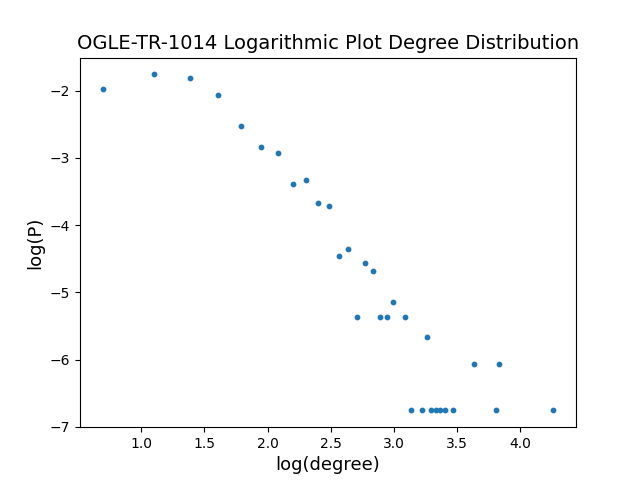 OGLE-TR-1014 Logarithmic Plot Degree Distribution
−2
−3
−4
−5
−6
−7
log(P)
1.0 1.5 2.0 2.5 3.0 3.5 4.0
log(degree)